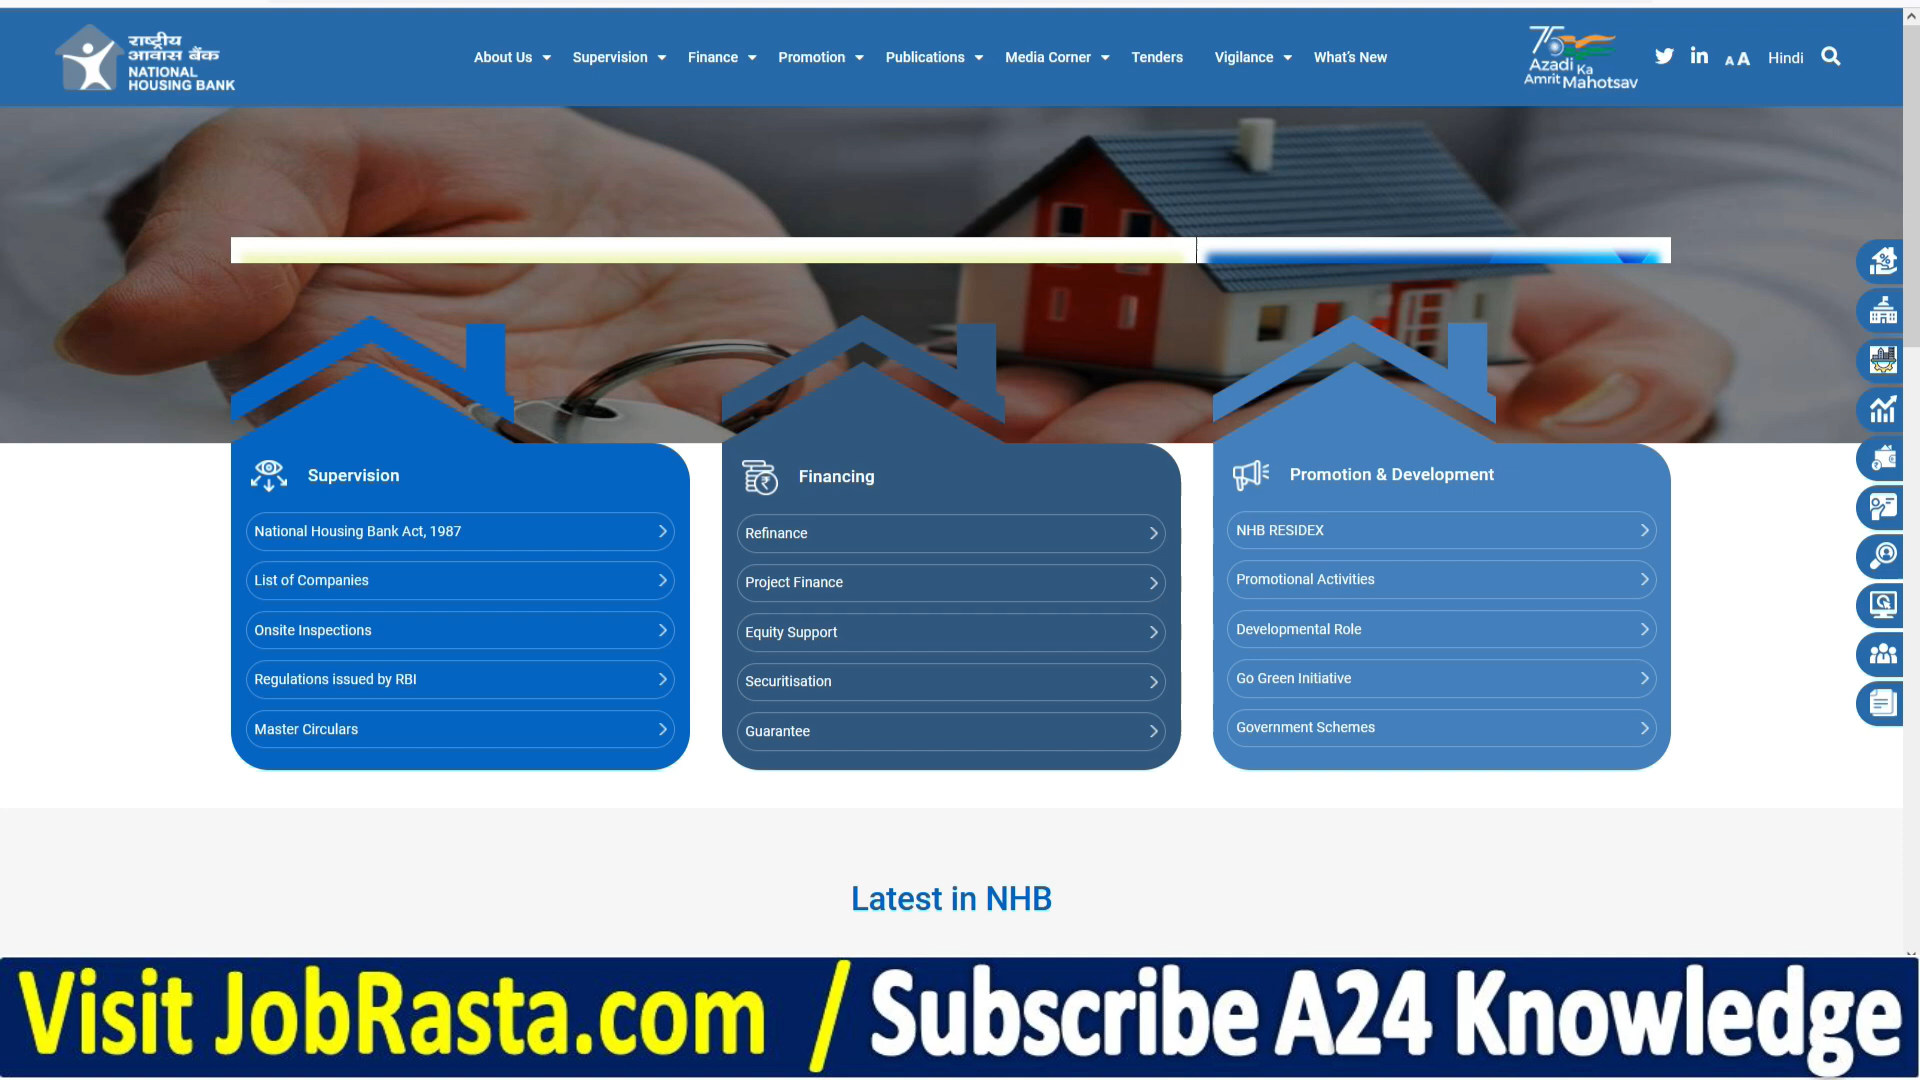 राष्ट्रीय
आवास बैंक
NATIONAL
HOUSING BANK
About Us
Supervision
Finance
Promotion
Publications
Media Corner
Tenders
Vigilance
What's New
75
Azadi Ka
Amrit Mahotsav
A A
Hindi
Supervision
National Housing Bank Act, 1987
List of Companies
Onsite Inspections
Regulations issued by RBI
Master Circulars
Financing
Refinance
Project Finance
Equity Support
Securitisation
Guarantee
Promotion & Development
NHB RESIDEX
Promotional Activities
Developmental Role
Go Green Initiative
Government Schemes
Latest in NHB
Visit JobRasta.com / Subscribe A24 Knowledge